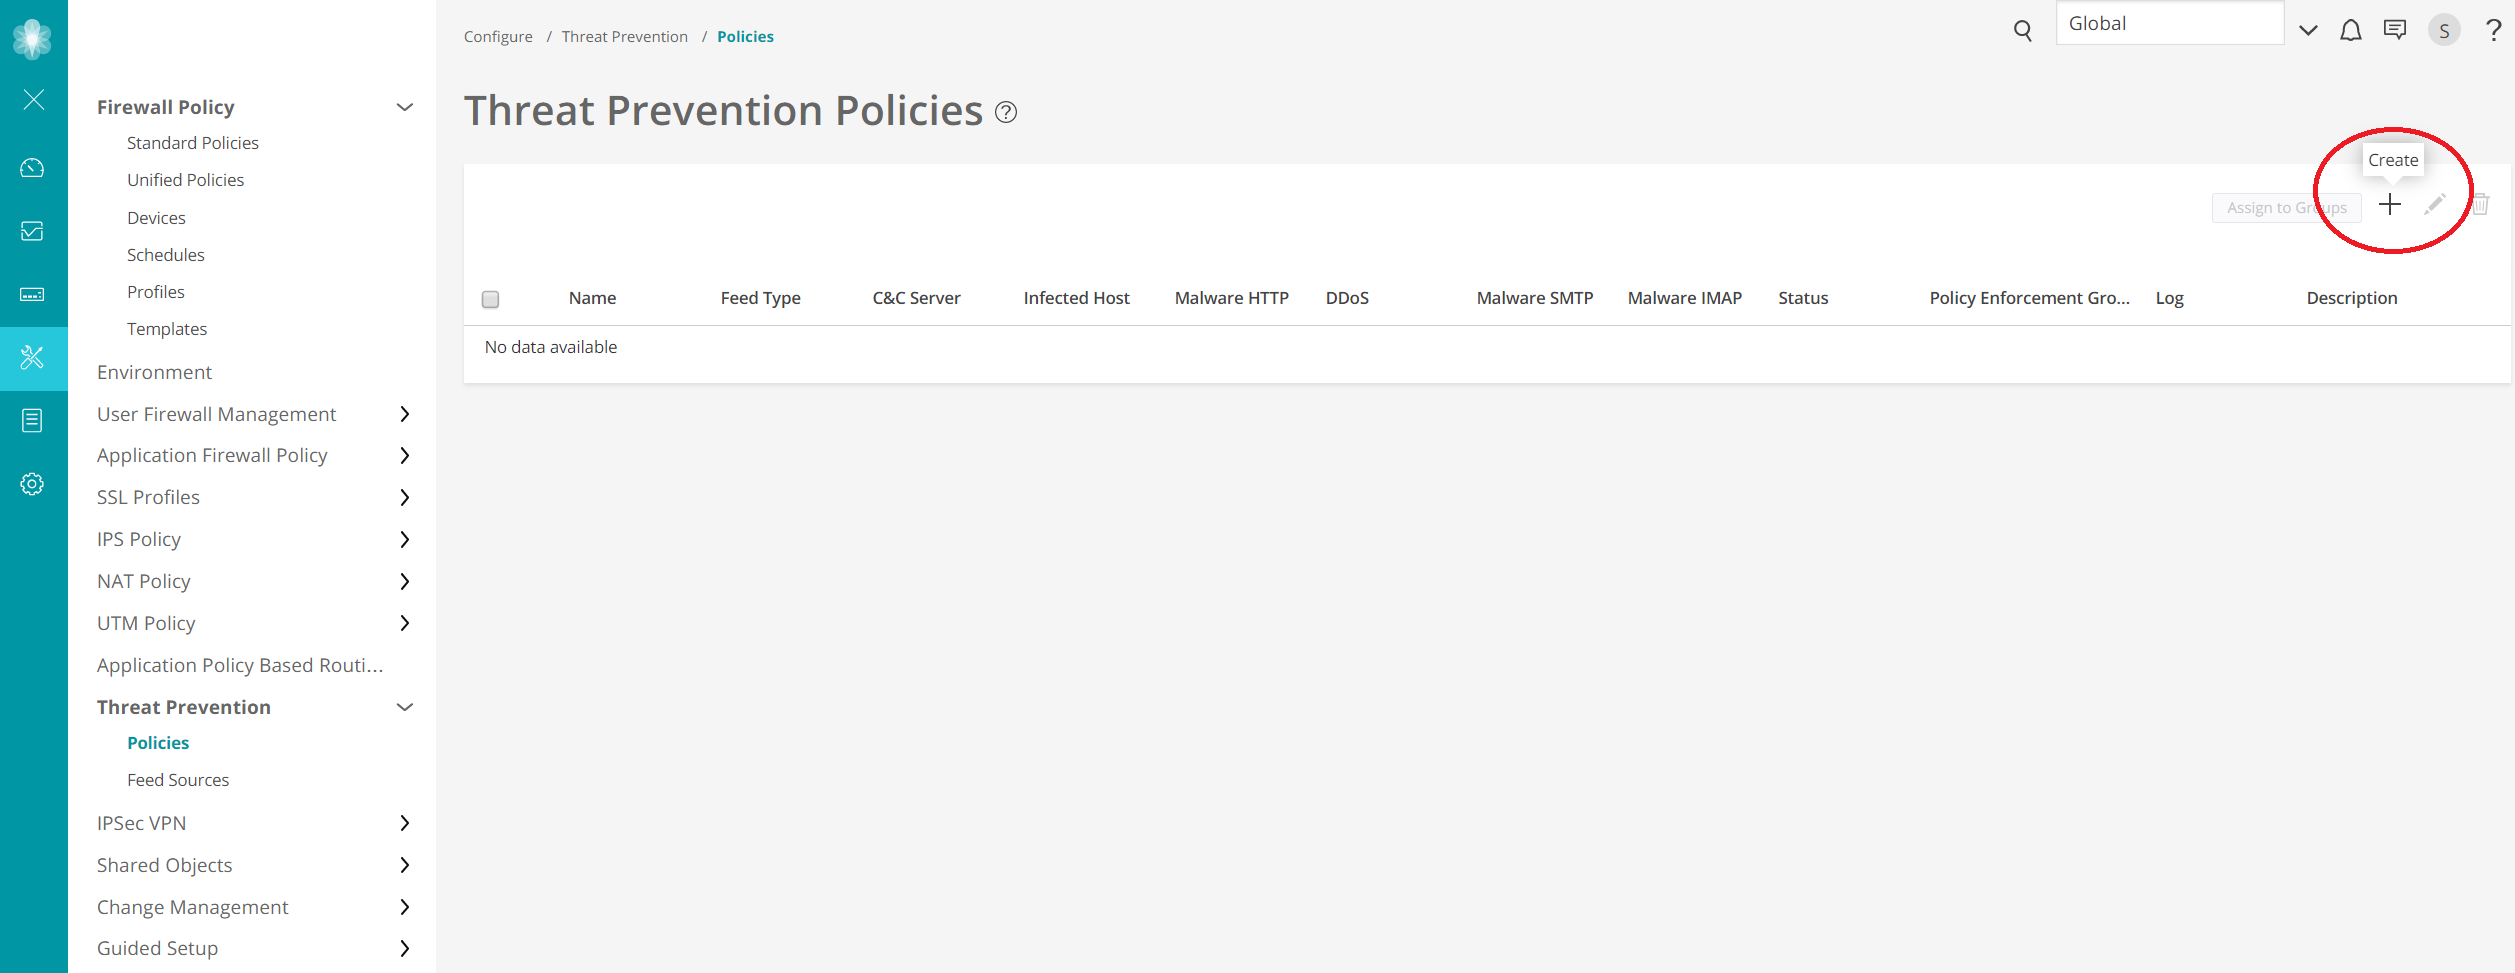 Configure / Threat Prevention / Policies
Global
S
?
Threat Prevention Policies ?
Firewall Policy
Standard Policies
Unified Policies
Devices
Schedules
Profiles
Templates
Environment
User Firewall Management
Application Firewall Policy
SSL Profiles
IPS Policy
NAT Policy
UTM Policy
Application Policy Based Routi...
Threat Prevention
Policies
Feed Sources
IPSec VPN
Shared Objects
Change Management
Guided Setup
Create
Assign to Groups
Name Feed Type C&C Server Infected Host Malware HTTP DDoS Malware SMTP Malware IMAP Status Policy Enforcement Gro... Log Description
No data available